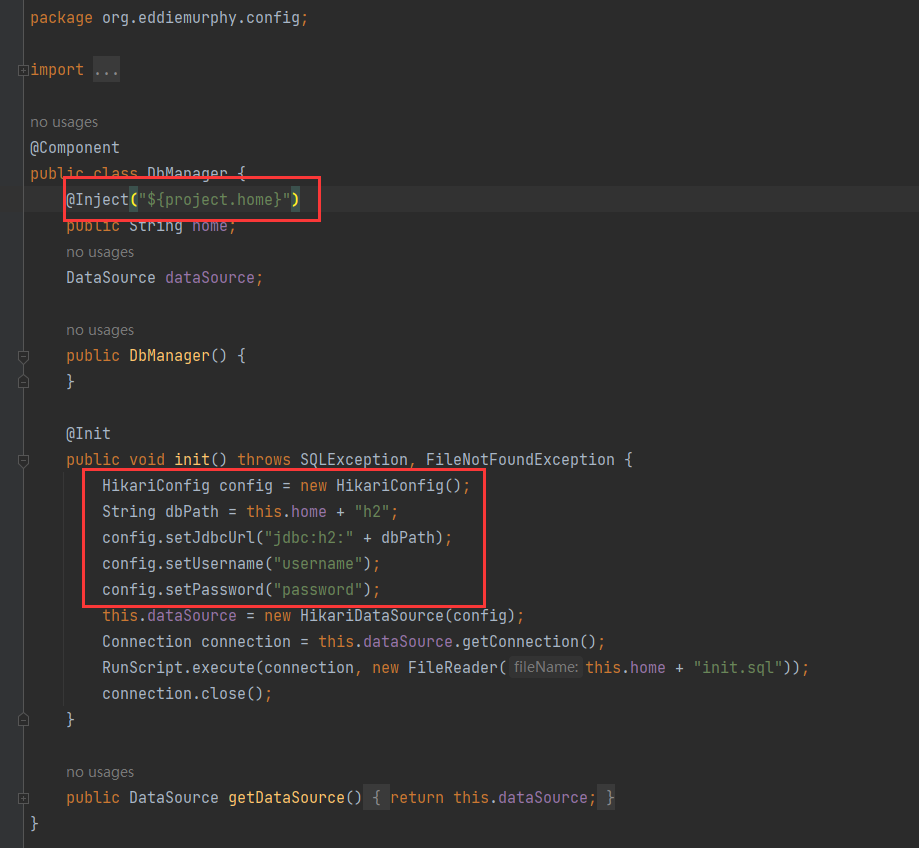 package org.eddiemurphy.config;
import ...
no usages
@Component
public class DbManager {
@Inject("${project.home}")
public String home;
no usages
DataSource dataSource;
no usages
public DbManager() {
}
@Init
public void init() throws SQLException, FileNotFoundException {
HikariConfig config = new HikariConfig();
String dbPath = this.home + "h2";
config.setJdbcUrl("jdbc:h2:" + dbPath);
config.setUsername("username");
config.setPassword("password");
this.dataSource = new HikariDataSource(config);
Connection connection = this.dataSource.getConnection();
RunScript.execute(connection, new FileReader( fileName: this.home + "init.sql"));
connection.close();
}
no usages
public DataSource getDataSource() { return this.dataSource; }
}